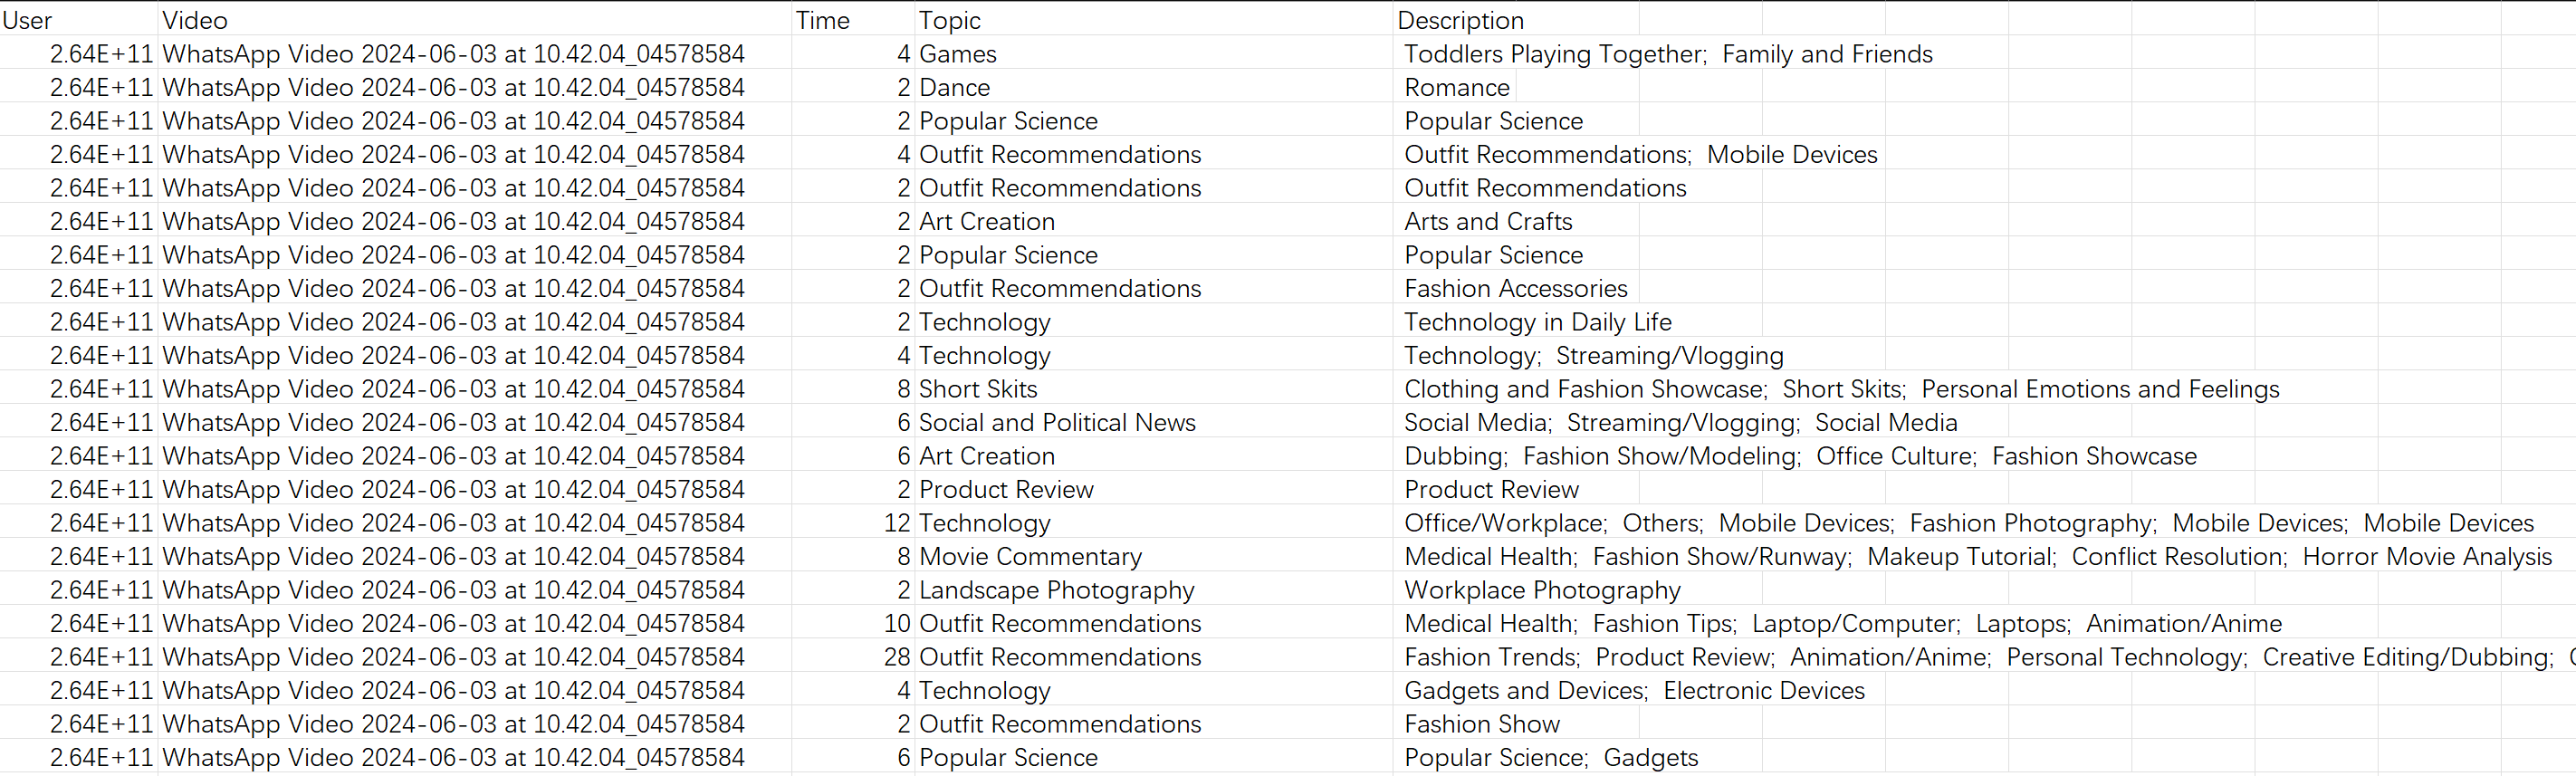 User Video Time Topic Description
2.64E+11 WhatsApp Video 2024-06-03 at 10.42.04_04578584 4 Games Toddlers Playing Together; Family and Friends
2.64E+11 WhatsApp Video 2024-06-03 at 10.42.04_04578584 2 Dance Romance
2.64E+11 WhatsApp Video 2024-06-03 at 10.42.04_04578584 2 Popular Science Popular Science
2.64E+11 WhatsApp Video 2024-06-03 at 10.42.04_04578584 4 Outfit Recommendations Outfit Recommendations; Mobile Devices
2.64E+11 WhatsApp Video 2024-06-03 at 10.42.04_04578584 2 Outfit Recommendations Outfit Recommendations
2.64E+11 WhatsApp Video 2024-06-03 at 10.42.04_04578584 2 Art Creation Arts and Crafts
2.64E+11 WhatsApp Video 2024-06-03 at 10.42.04_04578584 2 Popular Science Popular Science
2.64E+11 WhatsApp Video 2024-06-03 at 10.42.04_04578584 2 Outfit Recommendations Fashion Accessories
2.64E+11 WhatsApp Video 2024-06-03 at 10.42.04_04578584 2 Technology Technology in Daily Life
2.64E+11 WhatsApp Video 2024-06-03 at 10.42.04_04578584 4 Technology Technology; Streaming/Vlogging
2.64E+11 WhatsApp Video 2024-06-03 at 10.42.04_04578584 8 Short Skits Clothing and Fashion Showcase; Short Skits; Personal Emotions and Feelings
2.64E+11 WhatsApp Video 2024-06-03 at 10.42.04_04578584 6 Social and Political News Social Media; Streaming/Vlogging; Social Media
2.64E+11 WhatsApp Video 2024-06-03 at 10.42.04_04578584 6 Art Creation Dubbing; Fashion Show/Modeling; Office Culture; Fashion Showcase
2.64E+11 WhatsApp Video 2024-06-03 at 10.42.04_04578584 2 Product Review Product Review
2.64E+11 WhatsApp Video 2024-06-03 at 10.42.04_04578584 12 Technology Office/Workplace; Others; Mobile Devices; Fashion Photography; Mobile Devices; Mobile Devices
2.64E+11 WhatsApp Video 2024-06-03 at 10.42.04_04578584 8 Movie Commentary Medical Health; Fashion Show/Runway; Makeup Tutorial; Conflict Resolution; Horror Movie Analysis
2.64E+11 WhatsApp Video 2024-06-03 at 10.42.04_04578584 2 Landscape Photography Workplace Photography
2.64E+11 WhatsApp Video 2024-06-03 at 10.42.04_04578584 10 Outfit Recommendations Medical Health; Fashion Tips; Laptop/Computer; Laptops; Animation/Anime
2.64E+11 WhatsApp Video 2024-06-03 at 10.42.04_04578584 28 Outfit Recommendations Fashion Trends; Product Review; Animation/Anime; Personal Technology; Creative Editing/Dubbing;
2.64E+11 WhatsApp Video 2024-06-03 at 10.42.04_04578584 4 Technology Gadgets and Devices; Electronic Devices
2.64E+11 WhatsApp Video 2024-06-03 at 10.42.04_04578584 2 Outfit Recommendations Fashion Show
2.64E+11 WhatsApp Video 2024-06-03 at 10.42.04_04578584 6 Popular Science Popular Science; Gadgets